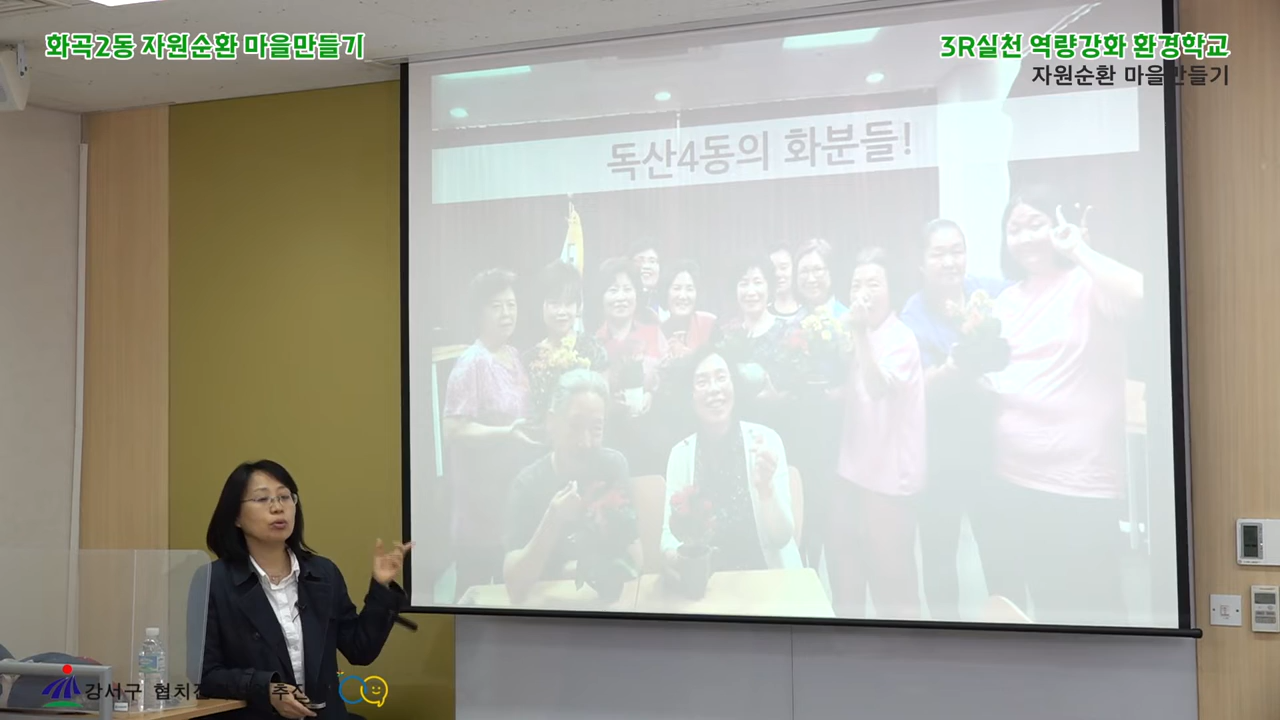 화곡2동 자원순환 마을만들기
3R실천 역량강화 환경학교
자원순환 마을만들기
독산4동의 화분들!
강서구 협치